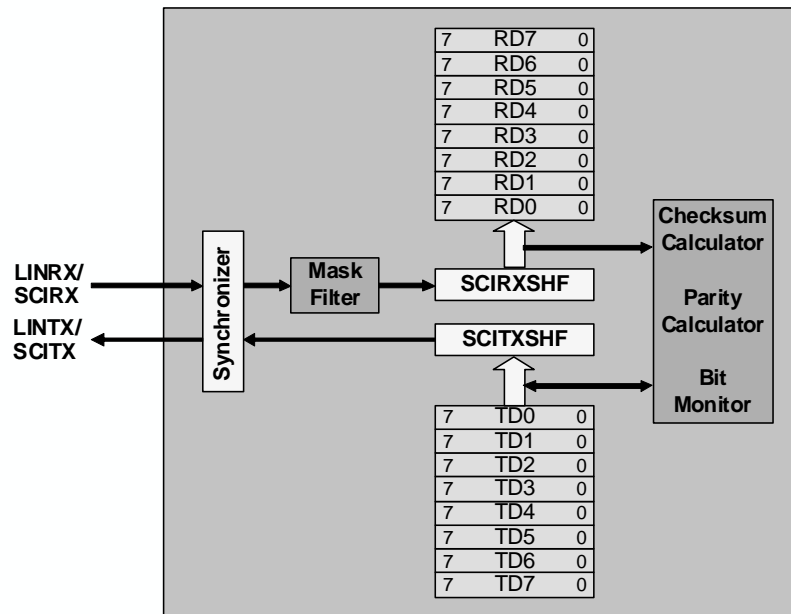 7 RD7 0
7 RD6 0
7 RD5 0
7 RD4 0
7 RD3 0
7 RD2 0
7 RD1 0
7 RD0 0
LINRX/
SCIRX
LINTX/
SCITX
Synchronizer
Mask
Filter
SCIRXSHF
SCITXSHF
Checksum
Calculator
Parity
Calculator
Bit
Monitor
7 TD0 0
7 TD1 0
7 TD2 0
7 TD3 0
7 TD4 0
7 TD5 0
7 TD6 0
7 TD7 0